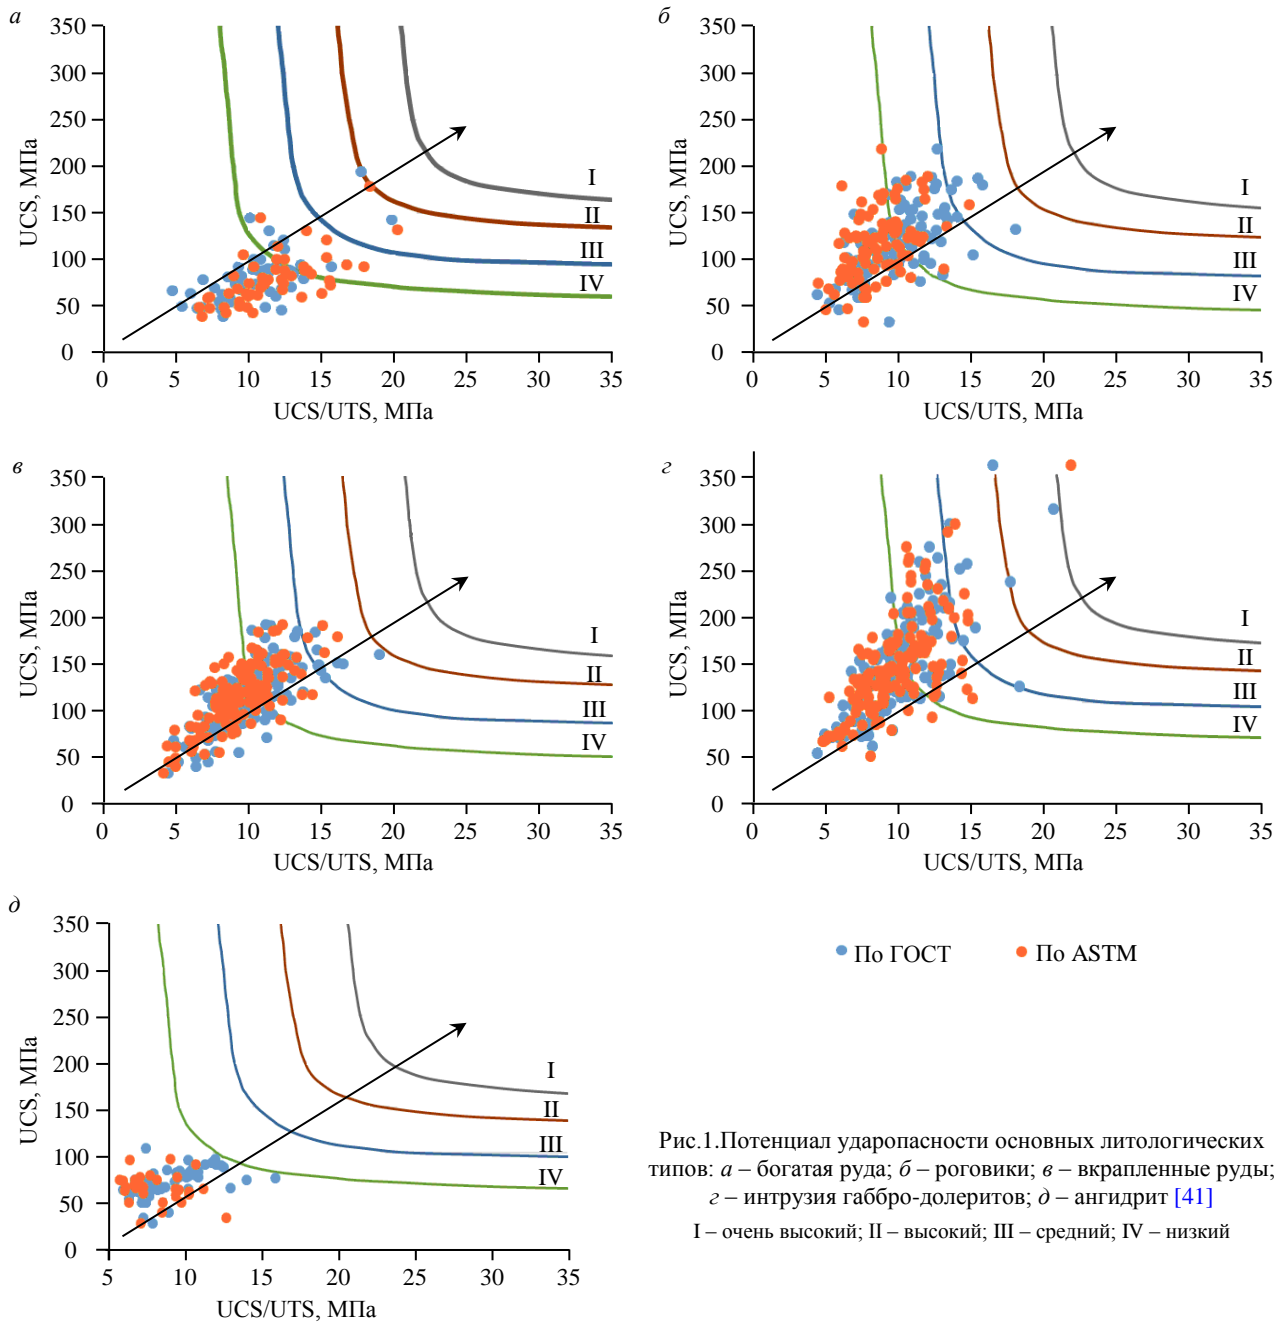 а
350
300
250
200
150
100
50
0
UCS, МПа
I
II
III
IV
0 5 10 15 20 25 30 35
UCS/UTS, МПа
б
350
300
250
200
150
100
50
0
UCS, МПа
I
II
III
IV
0 5 10 15 20 25 30 35
UCS/UTS, МПа
в
350
300
250
200
150
100
50
0
UCS, МПа
I
II
III
IV
0 5 10 15 20 25 30 35
UCS/UTS, МПа
г
350
300
250
200
150
100
50
0
UCS, МПа
I
II
III
IV
0 5 10 15 20 25 30 35
UCS/UTS, МПа
д
350
300
250
200
150
100
50
0
UCS, МПа
I
II
III
IV
5 10 15 20 25 30 35
UCS/UTS, МПа
По ГОСТ По ASTM
Рис.1.Потенциал удароопасности основных литологических
типов: а – богатая руда; б – роговики; в – вкрапленные руды;
г – интрузия габбро-долеритов; д – ангидрит [41]
I – очень высокий; II – высокий; III – средний; IV – низкий